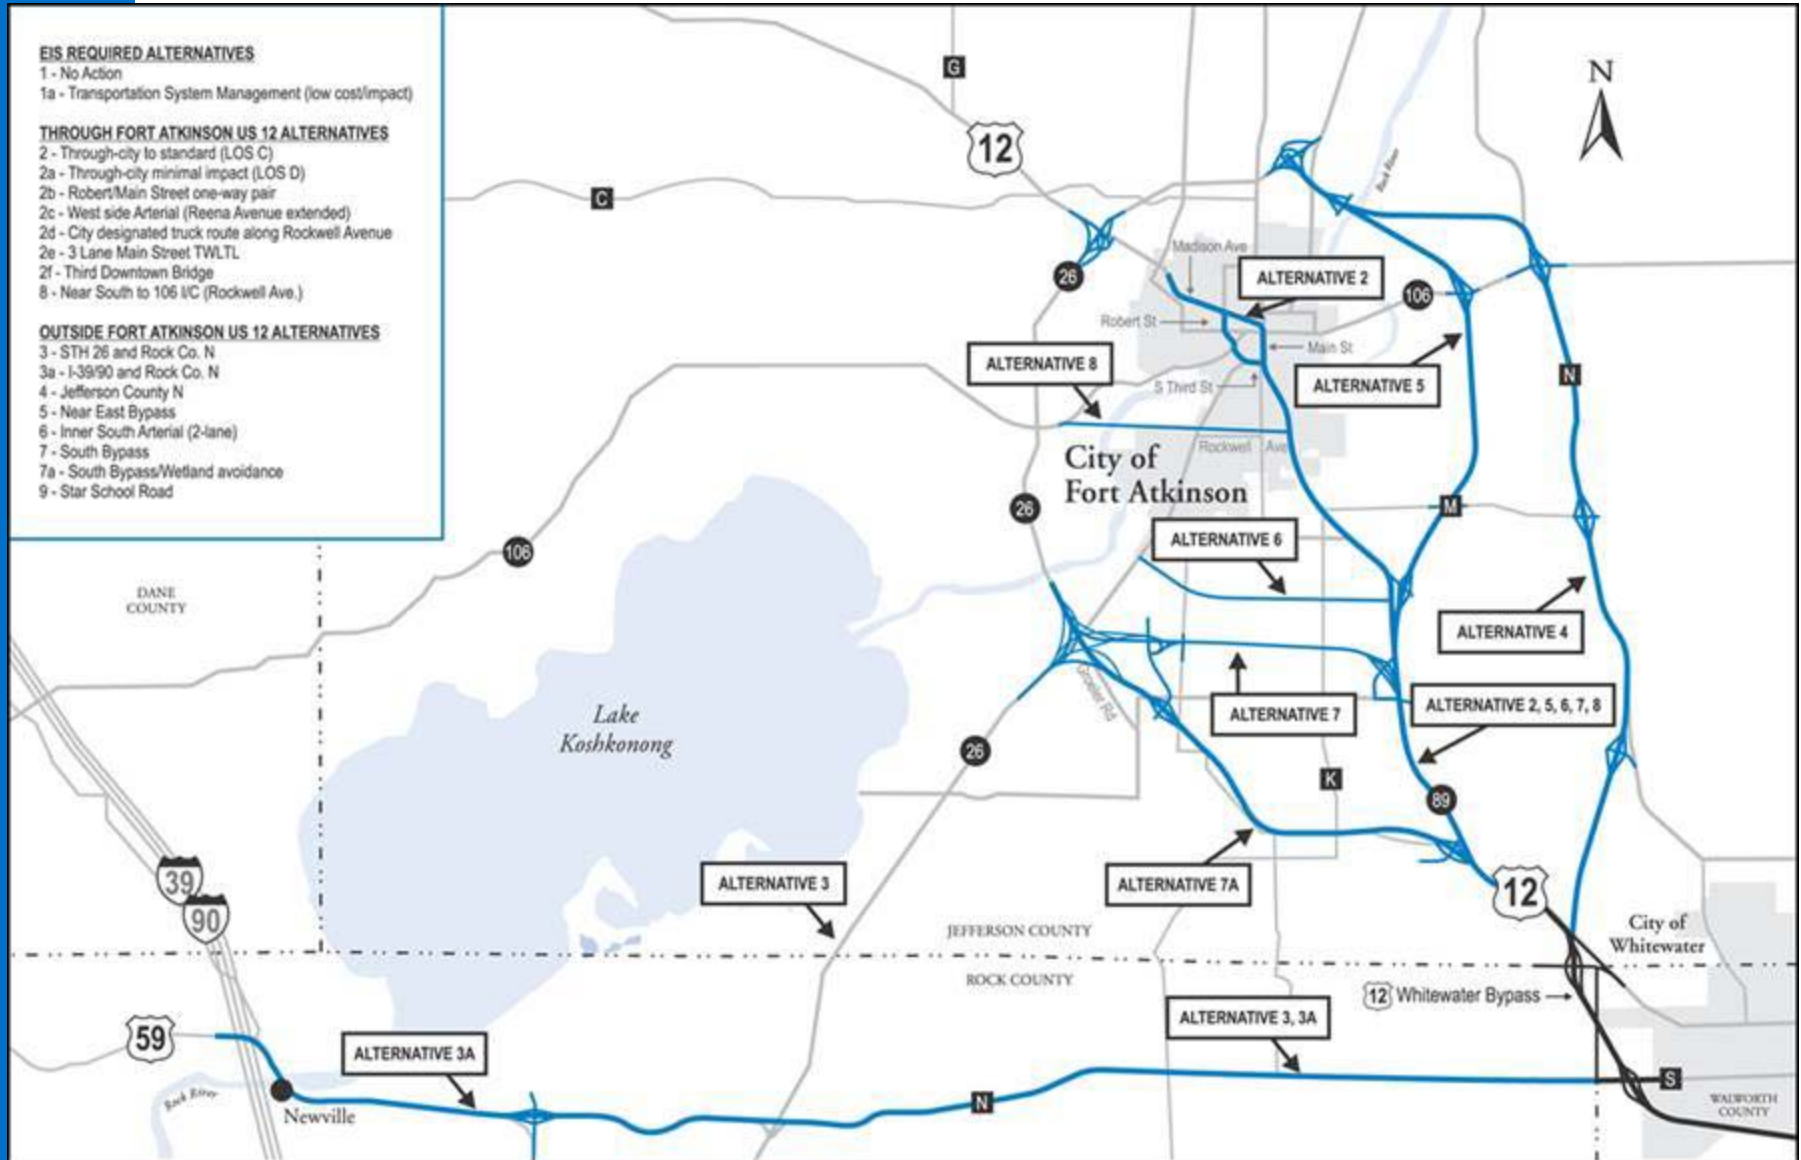 EIS REQUIRED ALTERNATIVES
1 - No Action
1a - Transportation System Management (low cost/impact)
THROUGH FORT ATKINSON US 12 ALTERNATIVES
2 - Through-city to standard (LOS C)
2a - Through-city minimal impact (LOS D)
2b - Robert/Main Street one-way pair
2c - West side Arterial (Reena Avenue extended)
2d - City designated truck route along Rockwell Avenue
2e - 3 Lane Main Street TWLTL
2f - Third Downtown Bridge
8 - Near South to 106 I/C (Rockwell Ave.)
OUTSIDE FORT ATKINSON US 12 ALTERNATIVES
3 - STH 26 and Rock Co. N
3a - I-39/90 and Rock Co. N
4 - Jefferson County N
5 - Near East Bypass
6 - Inner South Arterial (2-lane)
7 - South Bypass
7a - South Bypass/Wetland avoidance
9 - Star School Road
G
N
12
Rock River
C
Madison Ave
26
ALTERNATIVE 2
106
Robert St
Main St
ALTERNATIVE 8
S Third St
ALTERNATIVE 5
N
Rockwell Ave
City of
Fort Atkinson
26
M
ALTERNATIVE 6
106
DANE
COUNTY
ALTERNATIVE 4
Groeler Rd
Lake
Koshkonong
ALTERNATIVE 7
ALTERNATIVE 2, 5, 6, 7, 8
26
K
89
39
90
ALTERNATIVE 3
ALTERNATIVE 7A
12
City of
Whitewater
JEFFERSON COUNTY
ROCK COUNTY
12 Whitewater Bypass
59
ALTERNATIVE 3A
ALTERNATIVE 3, 3A
S
Rock River
Newville
N
WALWORTH
COUNTY